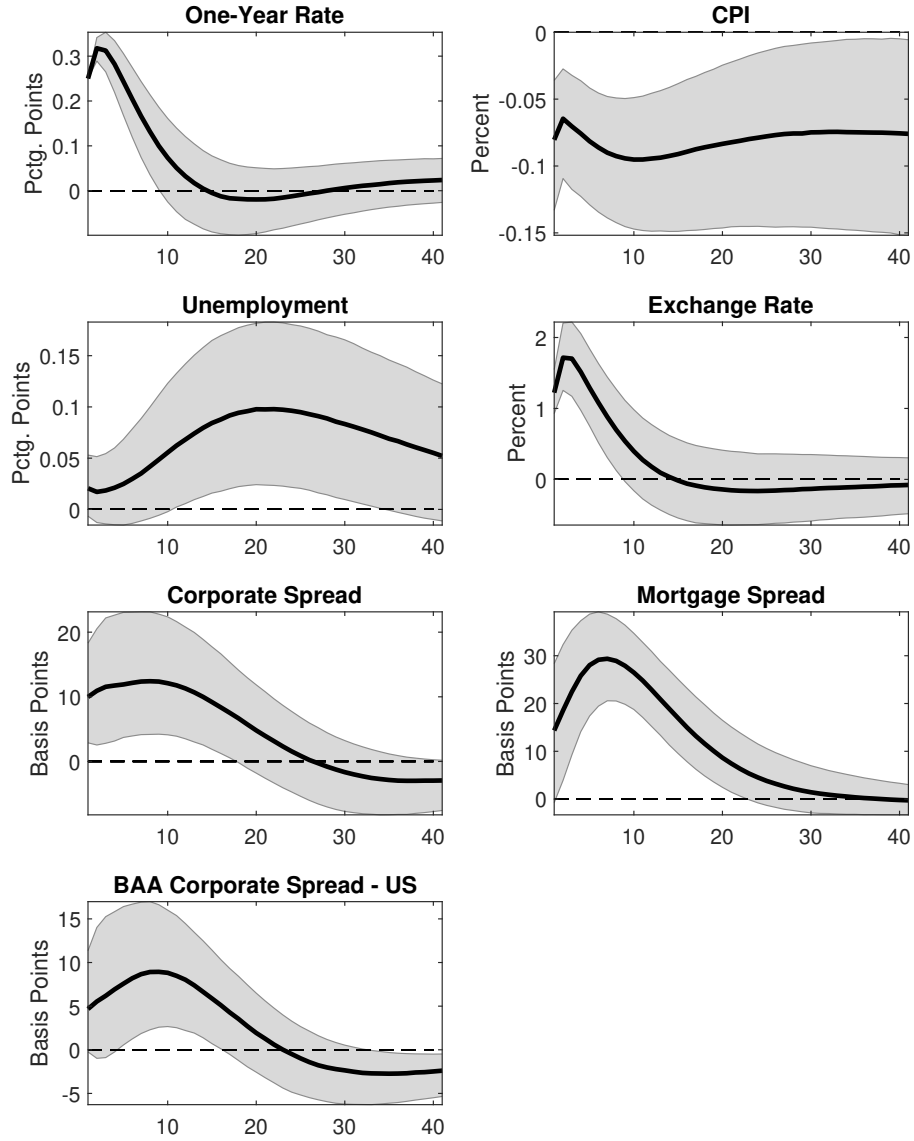 One-Year Rate
Pctg. Points
0.3
0.2
0.1
0
10 20 30 40
CPI
Percent
0
-0.05
-0.1
-0.15
10 20 30 40
Unemployment
Pctg. Points
0.15
0.1
0.05
0
10 20 30 40
Exchange Rate
Percent
2
1
0
10 20 30 40
Corporate Spread
Basis Points
20
10
0
10 20 30 40
Mortgage Spread
Basis Points
30
20
10
0
10 20 30 40
BAA Corporate Spread - US
Basis Points
15
10
5
0
-5
10 20 30 40